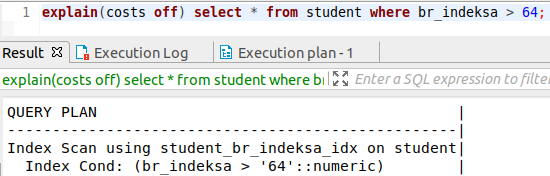 1 explain(costs off) select * from student where br_indeksa > 64;
Result Execution Log Execution plan - 1
explain(costs off) select * from student where br Enter a SQL expression to filter
QUERY PLAN |
-------------------------------------------------|
Index Scan using student_br_indeksa_idx on student|
Index Cond: (br_indeksa > '64'::numeric) |